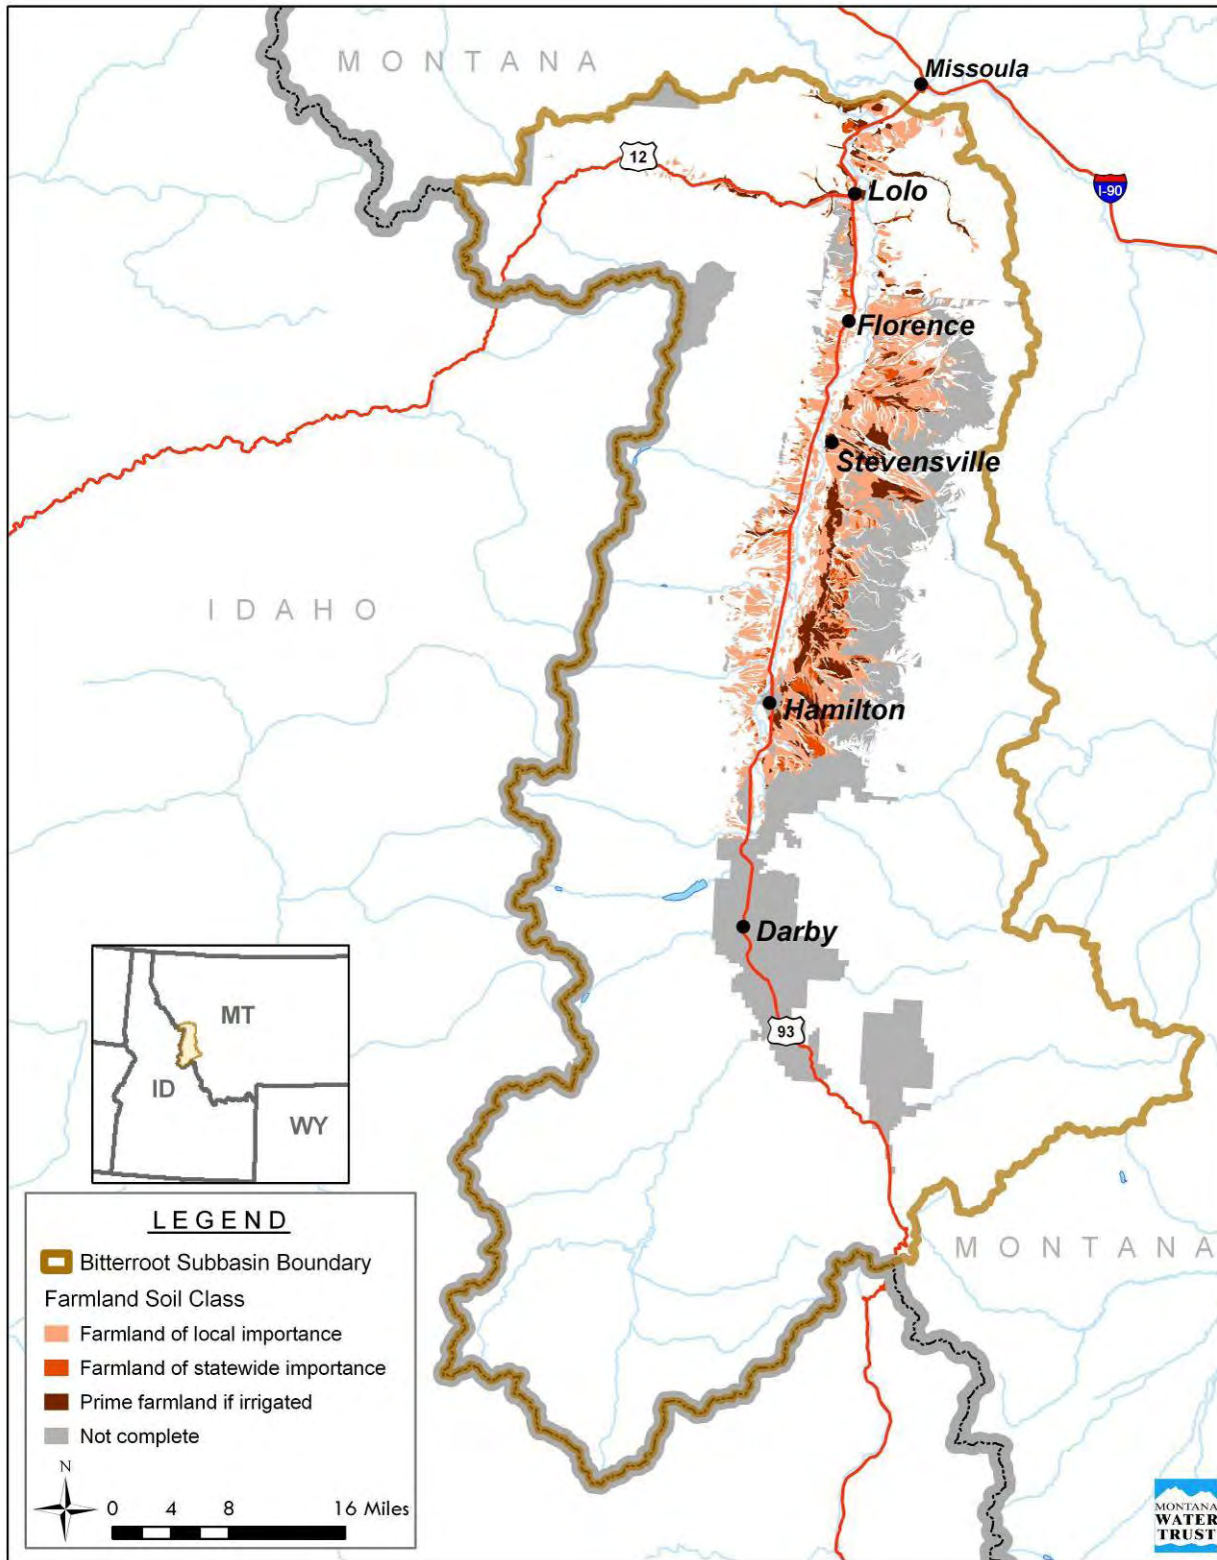 MONTANA
Missoula
12
I-90
Lolo
Florence
Stevensville
IDAHO
Hamilton
Darby
93
MT
ID
WY
MONTANA
LEGEND
Bitterroot Subbasin Boundary
Farmland Soil Class
Farmland of local importance
Farmland of statewide importance
Prime farmland if irrigated
Not complete
N
0 4 8 16 Miles
MONTANA
WATER
TRUST